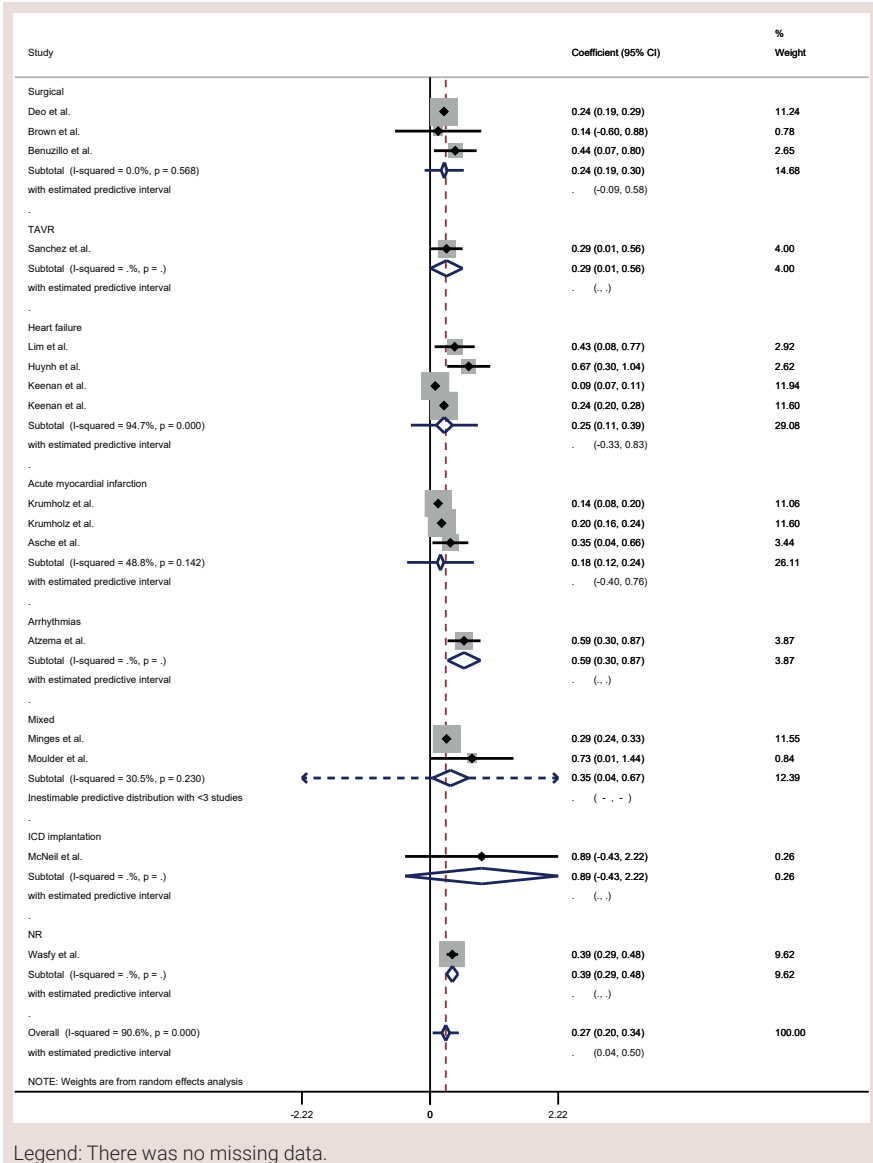 %
Study Coefficient (95% CI) Weight
Surgical
Deo et al. 0.24 (0.19, 0.29) 11.24
Brown et al. 0.14 (-0.60, 0.88) 0.78
Benuzillo et al. 0.44 (0.07, 0.80) 2.65
Subtotal (I-squared = 0.0%, p = 0.568) 0.24 (0.19, 0.30) 14.68
with estimated predictive interval . (-0.09, 0.58)
.
TAVR
Sanchez et al. 0.29 (0.01, 0.56) 4.00
Subtotal (I-squared = .%, p = .) 0.29 (0.01, 0.56) 4.00
with estimated predictive interval . (., .)
.
Heart failure
Lim et al. 0.43 (0.08, 0.77) 2.92
Huynh et al. 0.67 (0.30, 1.04) 2.62
Keenan et al. 0.09 (0.07, 0.11) 11.94
Keenan et al. 0.24 (0.20, 0.28) 11.60
Subtotal (I-squared = 94.7%, p = 0.000) 0.25 (0.11, 0.39) 29.08
with estimated predictive interval . (-0.33, 0.83)
.
Acute myocardial infarction
Krumholz et al. 0.14 (0.08, 0.20) 11.06
Krumholz et al. 0.20 (0.16, 0.24) 11.60
Asche et al. 0.35 (0.04, 0.66) 3.44
Subtotal (I-squared = 48.8%, p = 0.142) 0.18 (0.12, 0.24) 26.11
with estimated predictive interval . (-0.40, 0.76)
.
Arrhythmias
Atzema et al. 0.59 (0.30, 0.87) 3.87
Subtotal (I-squared = .%, p = .) 0.59 (0.30, 0.87) 3.87
with estimated predictive interval . (., .)
.
Mixed
Minges et al. 0.29 (0.24, 0.33) 11.55
Moulder et al. 0.73 (0.01, 1.44) 0.84
Subtotal (I-squared = 30.5%, p = 0.230) 0.35 (0.04, 0.67) 12.39
Inestimable predictive distribution with <3 studies . ( - , - )
.
ICD implantation
McNeil et al. 0.89 (-0.43, 2.22) 0.26
Subtotal (I-squared = .%, p = .) 0.89 (-0.43, 2.22) 0.26
with estimated predictive interval . (., .)
.
NR
Wasfy et al. 0.39 (0.29, 0.48) 9.62
Subtotal (I-squared = .%, p = .) 0.39 (0.29, 0.48) 9.62
with estimated predictive interval . (., .)
.
Overall (I-squared = 90.6%, p = 0.000) 0.27 (0.20, 0.34) 100.00
with estimated predictive interval . (0.04, 0.50)
NOTE: Weights are from random effects analysis
-2.22 0 2.22
Legend: There was no missing data.